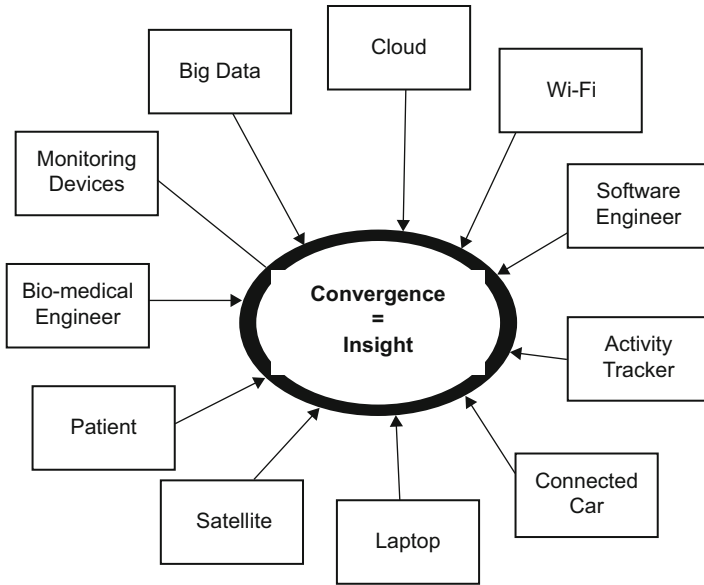 Cloud
Big Data
Wi-Fi
Monitoring
Devices
Software
Engineer
Bio-medical
Engineer
Convergence
=
Insight
Activity
Tracker
Patient
Connected
Car
Satellite
Laptop